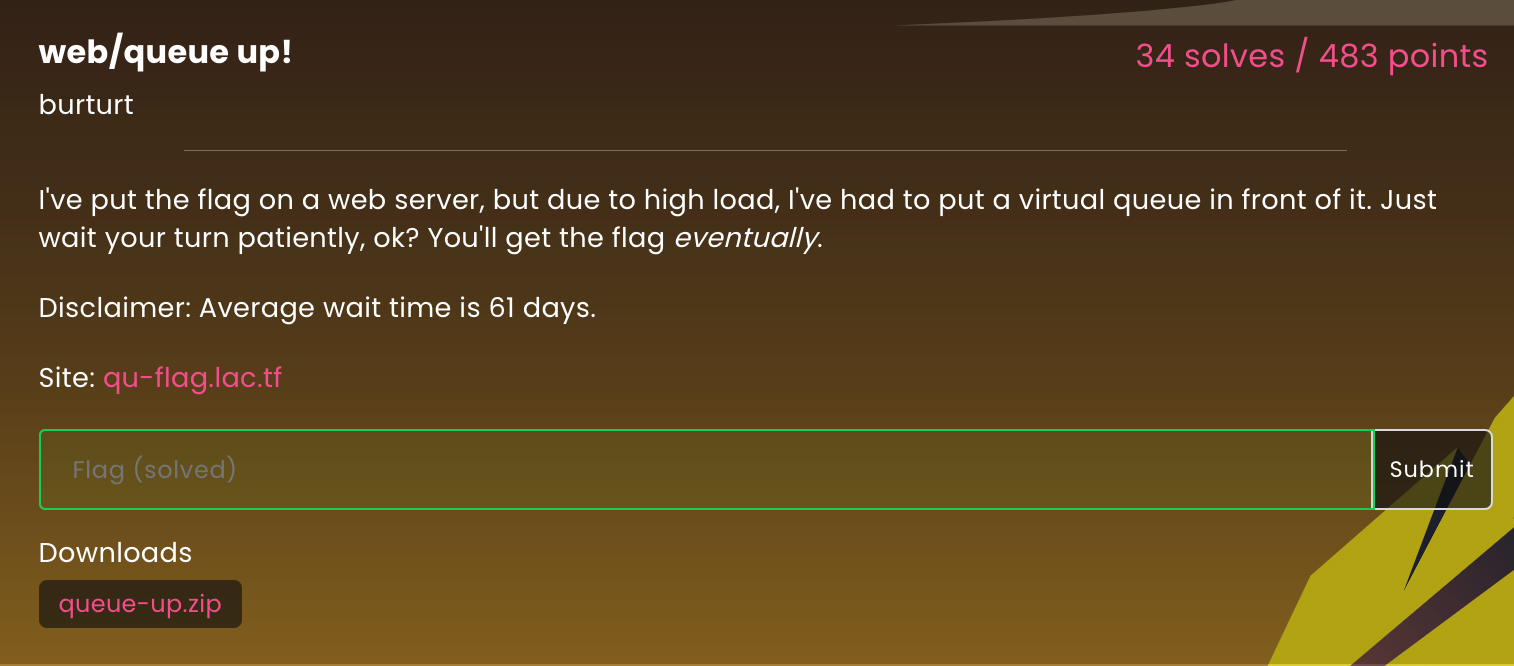 web/queue up!
34 solves / 483 points
burturt
I've put the flag on a web server, but due to high load, I've had to put a virtual queue in front of it. Just
wait your turn patiently, ok? You'll get the flag eventually.
Disclaimer: Average wait time is 61 days.
Site: qu-flag.lac.tf
Flag (solved)
Submit
Downloads
queue-up.zip